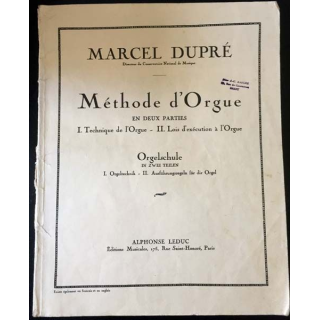 MARCEL DUPRÉ
Directeur du Conservatoire National de Musique
Méthode d'Orgue
EN DEUX PARTIES
I. Technique de l'Orgue - II. Lois d'exécution à l'Orgue
Orgelschule
IN ZWEI TEILEN
I. Orgeltechnik - II. Ausführungsregeln für die Orgel
ALPHONSE LEDUC
Éditions Musicales, 175, Rue Saint-Honoré, Paris